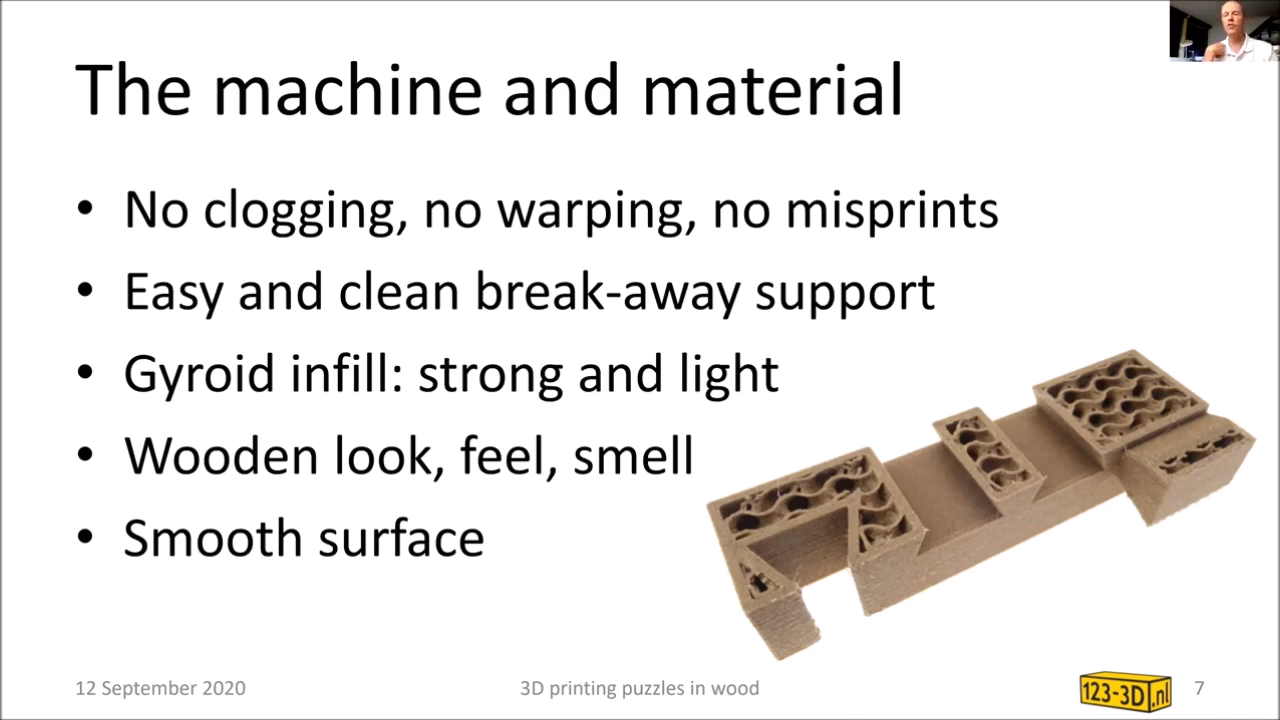 The machine and material
• No clogging, no warping, no misprints
• Easy and clean break-away support
• Gyroid infill: strong and light
• Wooden look, feel, smell
• Smooth surface
12 September 2020
3D printing puzzles in wood
123-3D.nl
7